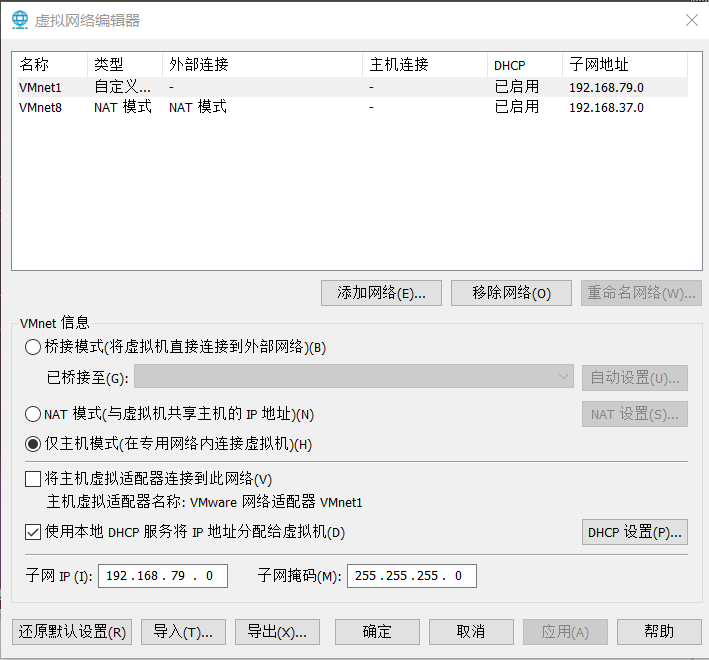 虚拟网络编辑器
名称 类型 外部连接 主机连接 DHCP 子网地址
VMnet1 自定义... - - 已启用 192.168.79.0
VMnet8 NAT 模式 NAT 模式 - 已启用 192.168.37.0
添加网络(E)... 移除网络(O) 重命名网络(W)...
VMnet 信息
桥接模式(将虚拟机直接连接到外部网络)(B)
已桥接至(G): 自动设置(U)...
NAT 模式(与虚拟机共享主机的 IP 地址)(N) NAT 设置(S)...
仅主机模式(在专用网络内连接虚拟机)(H)
将主机虚拟适配器连接到此网络(V)
主机虚拟适配器名称: VMware 网络适配器 VMnet1
使用本地 DHCP 服务将 IP 地址分配给虚拟机(D) DHCP 设置(P)...
子网 IP (I): 192.168.79.0 子网掩码(M): 255.255.255.0
还原默认设置(R) 导入(T)... 导出(X)... 确定 取消 应用(A) 帮助